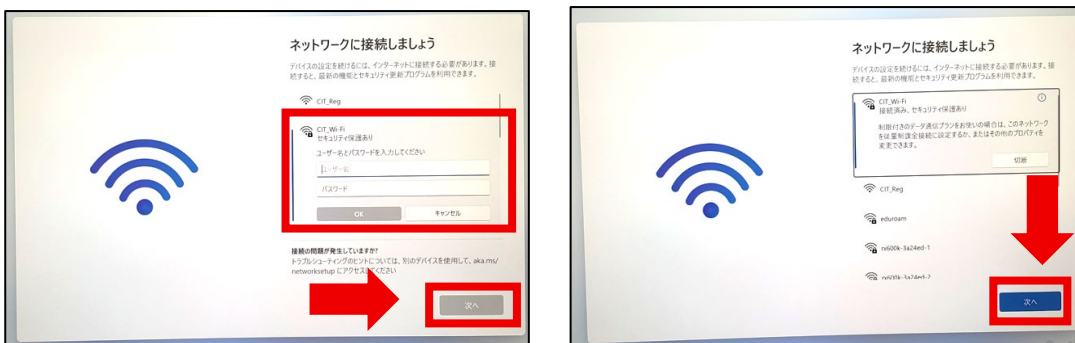 ネットワークに接続しましょう
デバイスの設定を続けるには、インターネットに接続する必要があります。接
続すると、最新の機能とセキュリティ更新プログラムを利用できます。
CIT_Reg
CIT_Wi-Fi
セキュリティ保護あり
ユーザー名とパスワードを入力してください
ユーザー名
パスワード
OK
キャンセル
接続の問題が発生していますか?
トラブルシューティングのヒントについては、別のデバイスを使用して、aka.ms/
networksetup にアクセスしてください
次へ
ネットワークに接続しましょう
デバイスの設定を続けるには、インターネットに接続する必要があります。接
続すると、最新の機能とセキュリティ更新プログラムを利用できます。
CIT_Wi-Fi
接続済み、セキュリティ保護あり
制限付きのデータ通信プランをお使いの場合は、このネットワーク
を従量制課金接続に設定するか、またはその他のプロパティを
変更できます。
切断
CIT_Reg
eduroam
rx600k-3a24ed-1
rx600k-3a24ed-2
次へ